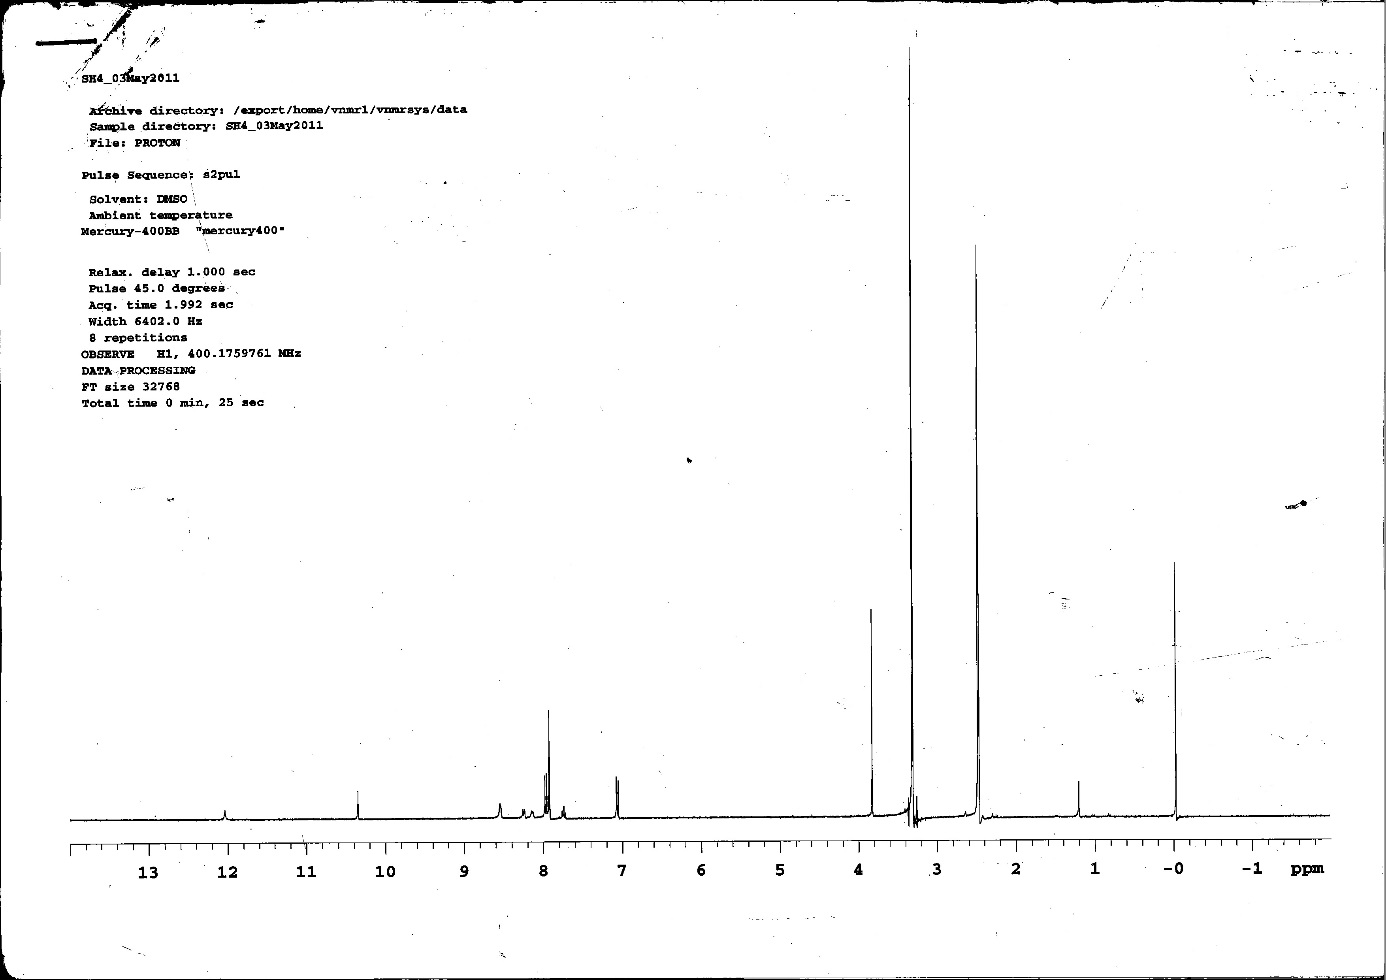 SH4_03May2011
Archive directory: /export/home/vnmr1/vnmrsys/data
Sample directory: SH4_03May2011
File: PROTON
Pulse Sequence: s2pul
Solvent: DMSO
Ambient temperature
Mercury-400BB "mercury400"
Relax. delay 1.000 sec
Pulse 45.0 degrees
Acq. time 1.992 sec
Width 6402.0 Hz
8 repetitions
OBSERVE H1, 400.1759761 MHz
DATA PROCESSING
FT size 32768
Total time 0 min, 25 sec
13 12 11 10 9 8 7 6 5 4 3 2 1 -0 -1 ppm